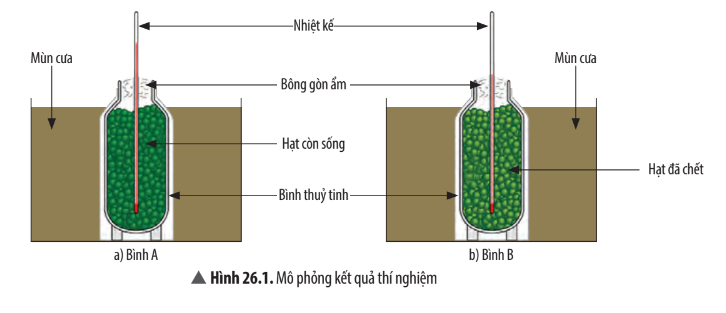 Nhiệt kế
Mùn cưa
Mùn cưa
Bông gòn ẩm
Hạt còn sống
Hạt đã chết
Bình thuỷ tinh
a) Bình A
b) Bình B
▲ Hình 26.1. Mô phỏng kết quả thí nghiệm